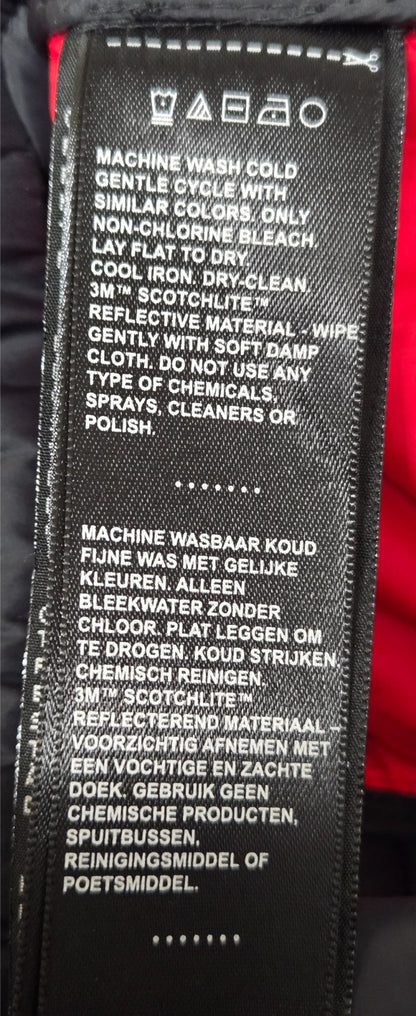 MACHINE WASH COLD
GENTLE CYCLE WITH
SIMILAR COLORS. ONLY
NON-CHLORINE BLEACH.
LAY FLAT TO DRY.
COOL IRON. DRY-CLEAN.
3M™ SCOTCHLITE™
REFLECTIVE MATERIAL - WIPE
GENTLY WITH SOFT DAMP
CLOTH. DO NOT USE ANY
TYPE OF CHEMICALS,
SPRAYS, CLEANERS OR
POLISH.
.......
MACHINE WASBAAR KOUD
FIJNE WAS MET GELIJKE
KLEUREN. ALLEEN
BLEEKWATER ZONDER
CHLOOR. PLAT LEGGEN OM
TE DROGEN. KOUD STRIJKEN.
CHEMISCH REINIGEN.
3M™ SCOTCHLITE™
REFLECTEREND MATERIAAL -
VOORZICHTIG AFNEMEN MET
EEN VOCHTIGE EN ZACHTE
DOEK. GEBRUIK GEEN
CHEMISCHE PRODUCTEN,
SPUITBUSSEN,
REINIGINGSMIDDEL OF
POETSMIDDEL.
.......